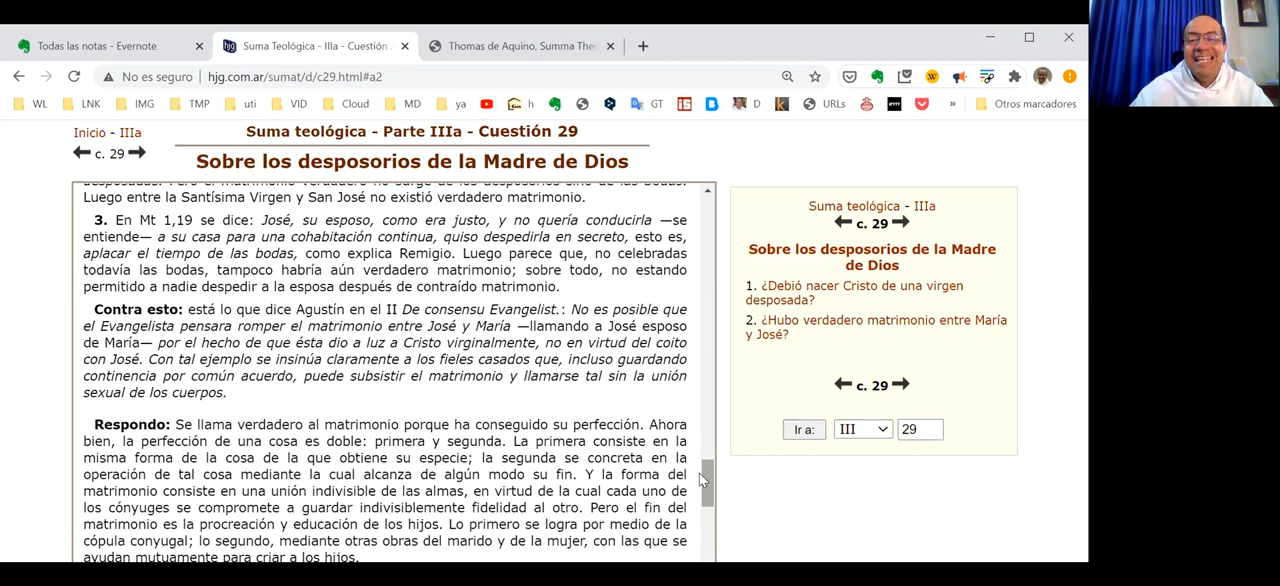 Todas las notas - Evernote
Suma Teológica - IIIa - Cuestión
Thomas de Aquino, Summa Theo
No es seguro | hjg.com.ar/sumat/d/c29.html#a2
WL LNK IMG TMP uti VID Cloud MD ya h GT D URLs » Otros marcadores
Inicio - IIIa
c. 29
Suma teológica - Parte IIIa - Cuestión 29
Sobre los desposorios de la Madre de Dios
desposadas. Pero el matrimonio verdadero no surge de los desposorios sino de las bodas.
Luego entre la Santísima Virgen y San José no existió verdadero matrimonio.
3. En Mt 1,19 se dice: José, su esposo, como era justo, y no quería conducirla —se
entiende— a su casa para una cohabitación continua, quiso despedirla en secreto, esto es,
aplacar el tiempo de las bodas, como explica Remigio. Luego parece que, no celebradas
todavía las bodas, tampoco habría aún verdadero matrimonio; sobre todo, no estando
permitido a nadie despedir a la esposa después de contraído matrimonio.
Contra esto: está lo que dice Agustín en el II De consensu Evangelist.: No es posible que
el Evangelista pensara romper el matrimonio entre José y María —llamando a José esposo
de María— por el hecho de que ésta dio a luz a Cristo virginalmente, no en virtud del coito
con José. Con tal ejemplo se insinúa claramente a los fieles casados que, incluso guardando
continencia por común acuerdo, puede subsistir el matrimonio y llamarse tal sin la unión
sexual de los cuerpos.
Respondo: Se llama verdadero al matrimonio porque ha conseguido su perfección. Ahora
bien, la perfección de una cosa es doble: primera y segunda. La primera consiste en la
misma forma de la cosa de la que obtiene su especie; la segunda se concreta en la
operación de tal cosa mediante la cual alcanza de algún modo su fin. Y la forma del
matrimonio consiste en una unión indivisible de las almas, en virtud de la cual cada uno de
los cónyuges se compromete a guardar indivisiblemente fidelidad al otro. Pero el fin del
matrimonio es la procreación y educación de los hijos. Lo primero se logra por medio de la
cópula conyugal; lo segundo, mediante otras obras del marido y de la mujer, con las que se
ayudan mutuamente para criar a los hijos.
Suma teológica - IIIa
c. 29
Sobre los desposorios de la Madre
de Dios
1. ¿Debió nacer Cristo de una virgen
desposada?
2. ¿Hubo verdadero matrimonio entre María
y José?
c. 29
Ir a: III 29